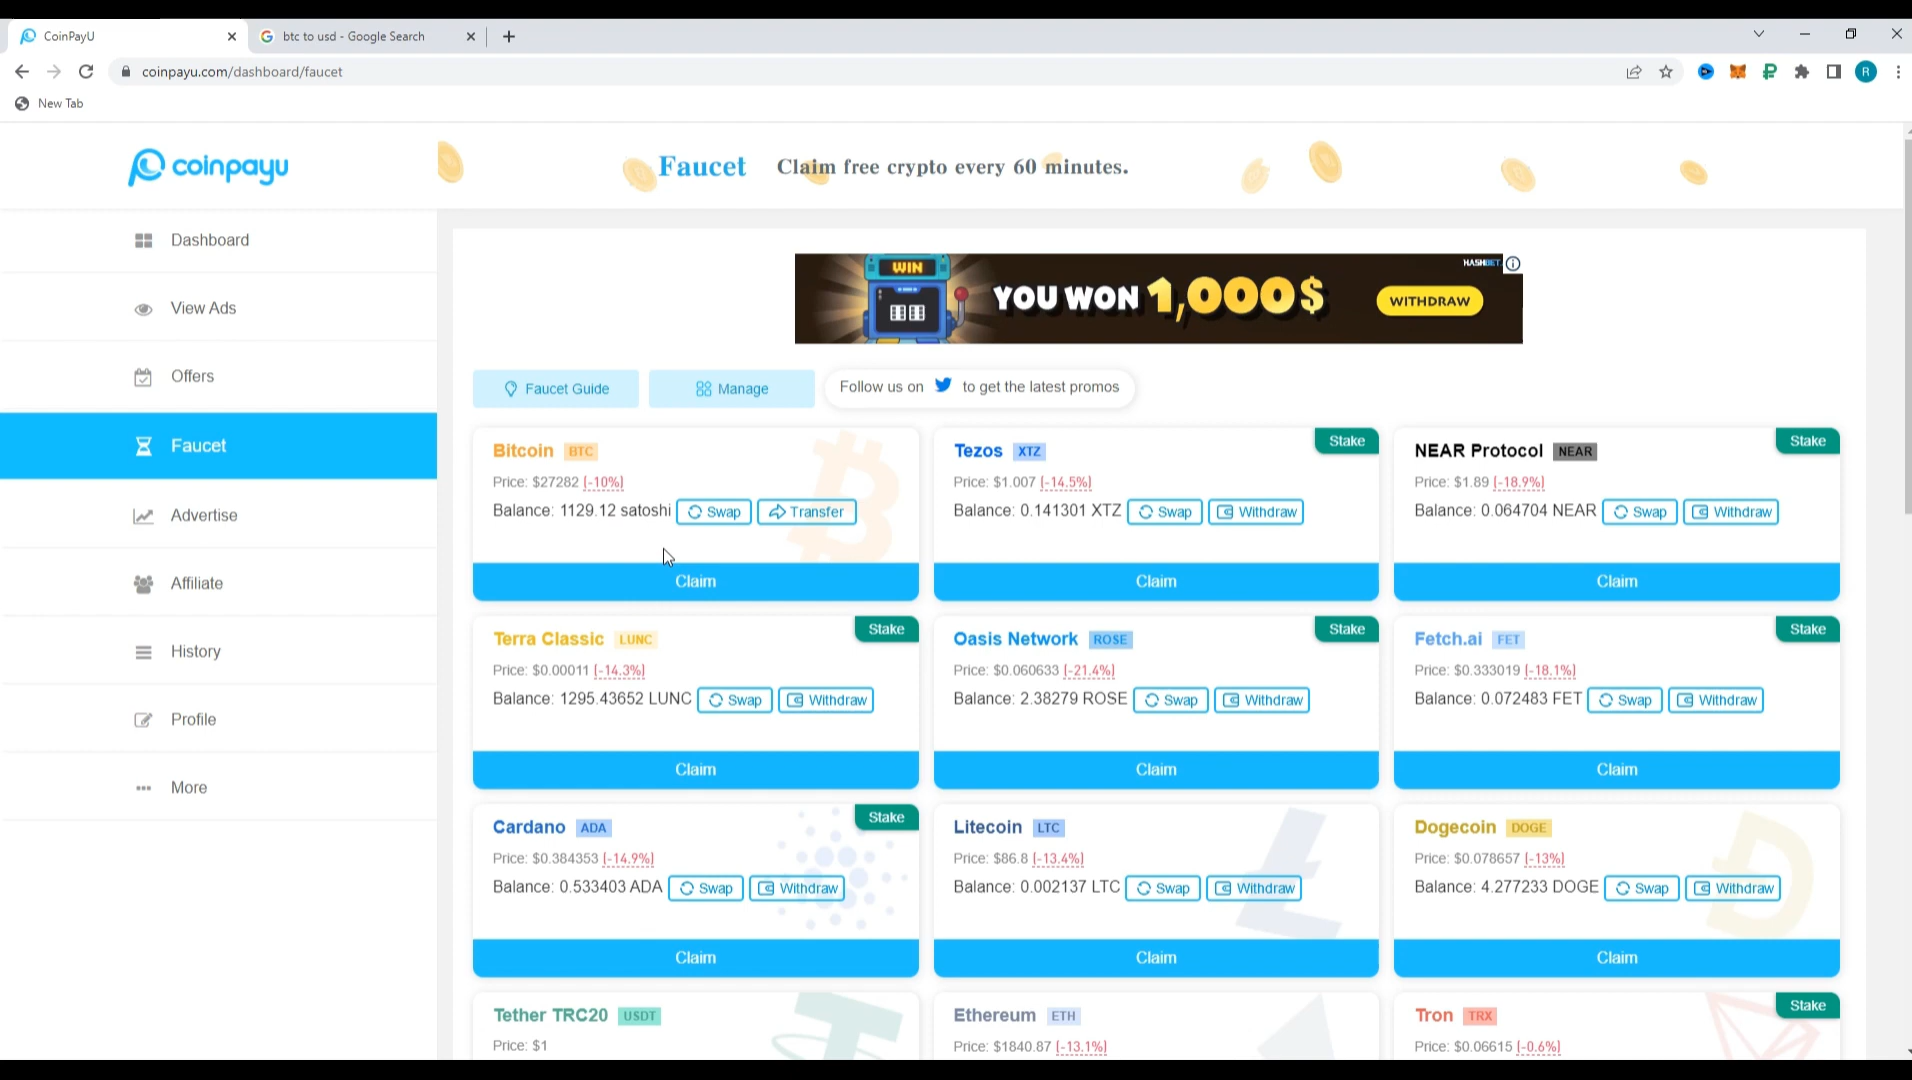 CoinPayU
btc to usd - Google Search
coinpayu.com/dashboard/faucet
R
New Tab
coinpayu
Faucet Claim free crypto every 60 minutes.
Dashboard
View Ads
Offers
Faucet
Advertise
Affiliate
History
Profile
More
WIN
YOU WON 1,000$
WITHDRAW
HASHBET
Faucet Guide
Manage
Follow us on to get the latest promos
Bitcoin BTC
Price: $27282 (-10%)
Balance: 1129.12 satoshi Swap Transfer
Claim
Stake
Tezos XTZ
Price: $1.007 (-14.5%)
Balance: 0.141301 XTZ Swap Withdraw
Claim
Stake
NEAR Protocol NEAR
Price: $1.89 (-18.9%)
Balance: 0.064704 NEAR Swap Withdraw
Claim
Stake
Terra Classic LUNC
Price: $0.00011 (-14.3%)
Balance: 1295.43652 LUNC Swap Withdraw
Claim
Stake
Oasis Network ROSE
Price: $0.060633 (-21.4%)
Balance: 2.38279 ROSE Swap Withdraw
Claim
Stake
Fetch.ai FET
Price: $0.333019 (-18.1%)
Balance: 0.072483 FET Swap Withdraw
Claim
Stake
Cardano ADA
Price: $0.384353 (-14.9%)
Balance: 0.533403 ADA Swap Withdraw
Claim
Litecoin LTC
Price: $86.8 (-13.4%)
Balance: 0.002137 LTC Swap Withdraw
Claim
Dogecoin DOGE
Price: $0.078657 (-13%)
Balance: 4.277233 DOGE Swap Withdraw
Claim
Tether TRC20 USDT
Price: $1
Ethereum ETH
Price: $1840.87 (-13.1%)
Stake
Tron TRX
Price: $0.06615 (-0.6%)